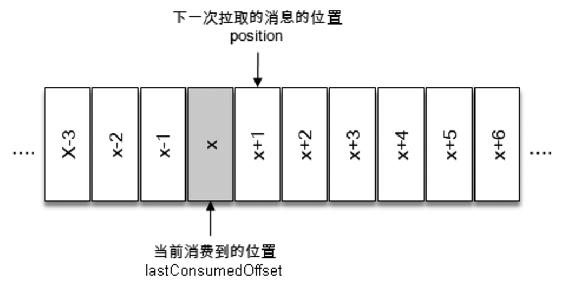 下一次拉取的消息的位置
position
.... X-3 x-2 x-1 x x+1 x+2 x+3 x+4 x+5 x+6 ....
当前消费到的位置
lastConsumedOffset